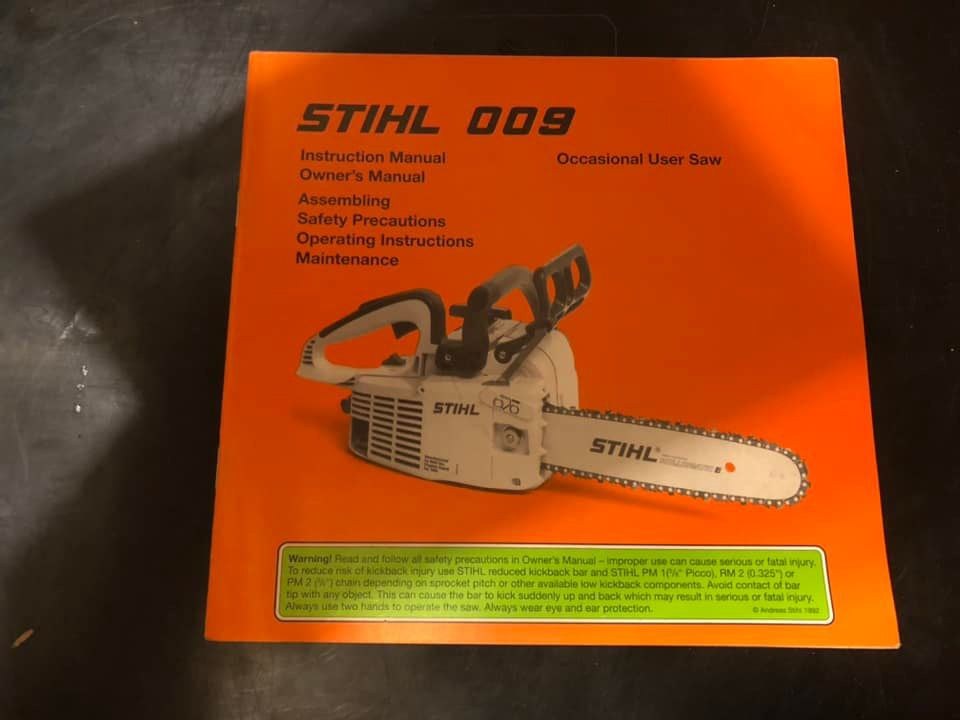 STIHL 009
Instruction Manual
Owner's Manual
Occasional User Saw
Assembling
Safety Precautions
Operating Instructions
Maintenance
STIHL
STIHL®
Warning! Read and follow all safety precautions in Owner's Manual – improper use can cause serious or fatal injury.
To reduce risk of kickback injury use STIHL reduced kickback bar and STIHL PM 1(³/₈" Picco), RM 2 (0.325") or
PM 2 (³/₈") chain depending on sprocket pitch or other available low kickback components. Avoid contact of bar
tip with any object. This can cause the bar to kick suddenly up and back which may result in serious or fatal injury.
Always use two hands to operate the saw. Always wear eye and ear protection.
© Andreas Stihl 1992